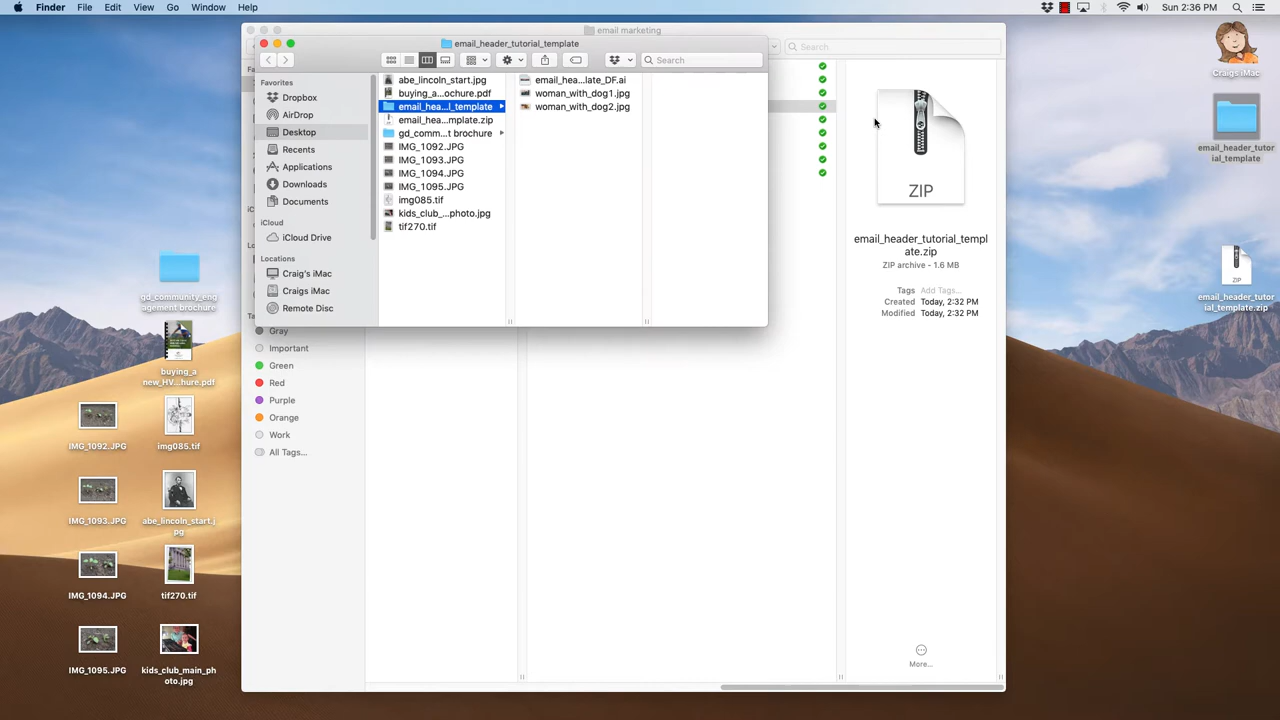 Finder File Edit View Go Window Help
Sun 2:36 PM
email marketing
Search
email_header_tutorial_template
Search
Favorites
Dropbox
AirDrop
Desktop
Recents
Applications
Downloads
Documents
iCloud
iCloud Drive
Locations
Craig's iMac
Craigs iMac
Remote Disc
Gray
Important
Green
Red
Purple
Orange
Work
All Tags...
abe_lincoln_start.jpg
buying_a...ochure.pdf
email_hea...l_template
email_hea...mplate.zip
gd_comm...t brochure
IMG_1092.JPG
IMG_1093.JPG
IMG_1094.JPG
IMG_1095.JPG
img085.tif
kids_club_...photo.jpg
tif270.tif
email_hea...late_DF.ai
woman_with_dog1.jpg
woman_with_dog2.jpg
ZIP
email_header_tutorial_templ
ate.zip
ZIP archive - 1.6 MB
Tags Add Tags...
Created Today, 2:32 PM
Modified Today, 2:32 PM
More...
Craigs iMac
email_header_tutor
ial_template
ZIP
email_header_tutor
ial_template.zip
gd_community_eng
agement brochure
buying_a
new_HV...hure.pdf
IMG_1092.JPG
img085.tif
IMG_1093.JPG
abe_lincoln_start.j
pg
IMG_1094.JPG
tif270.tif
IMG_1095.JPG
kids_club_main_ph
oto.jpg